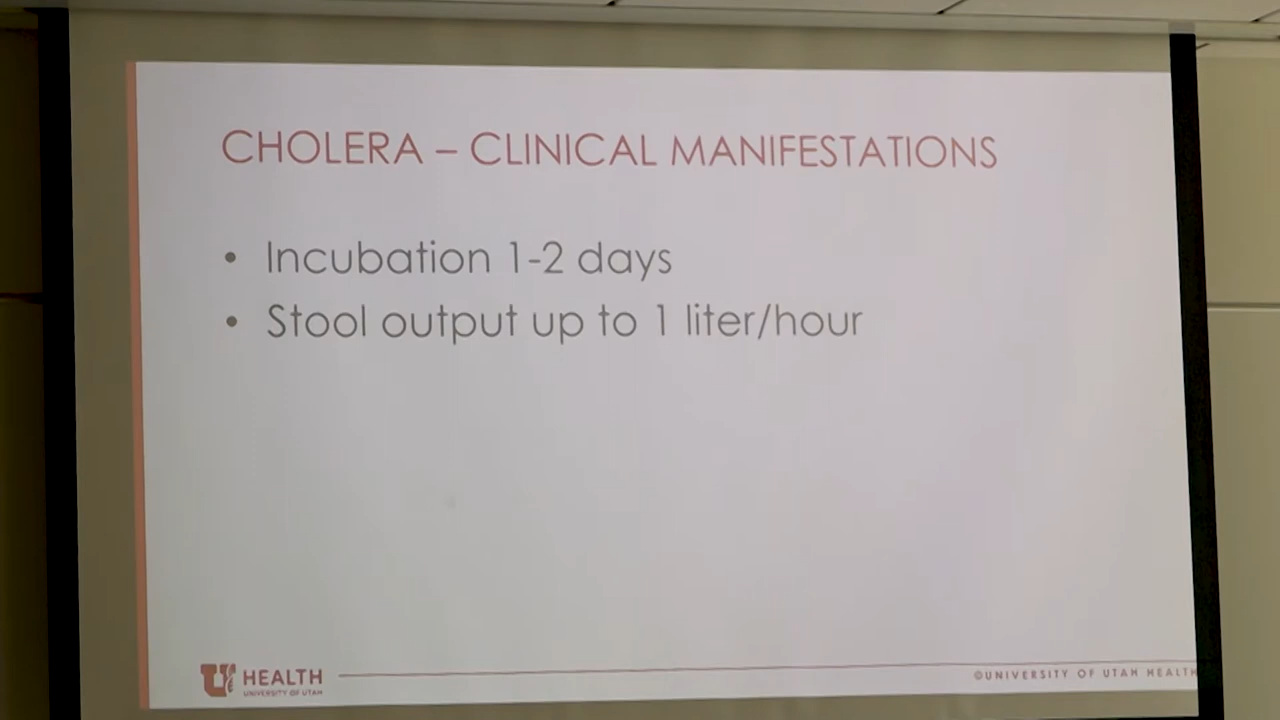 CHOLERA – CLINICAL MANIFESTATIONS
• Incubation 1-2 days
• Stool output up to 1 liter/hour
U HEALTH
UNIVERSITY OF UTAH
©UNIVERSITY OF UTAH HEALTH